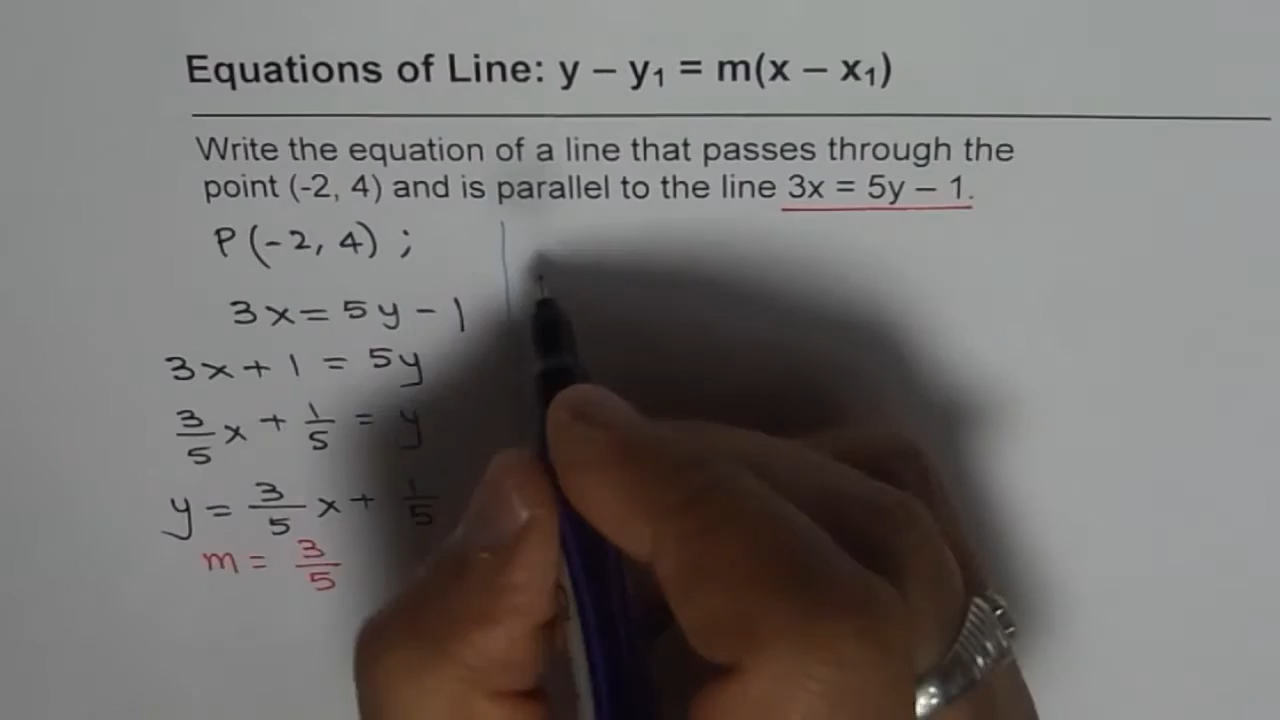 Equations of Line: y – y₁ = m(x – x₁)
Write the equation of a line that passes through the
point (-2, 4) and is parallel to the line 3x = 5y – 1.
P(-2, 4) ;
3x = 5y - 1
3x + 1 = 5y
3/5 x + 1/5 = y
y = 3/5 x + 1/5
m = 3/5